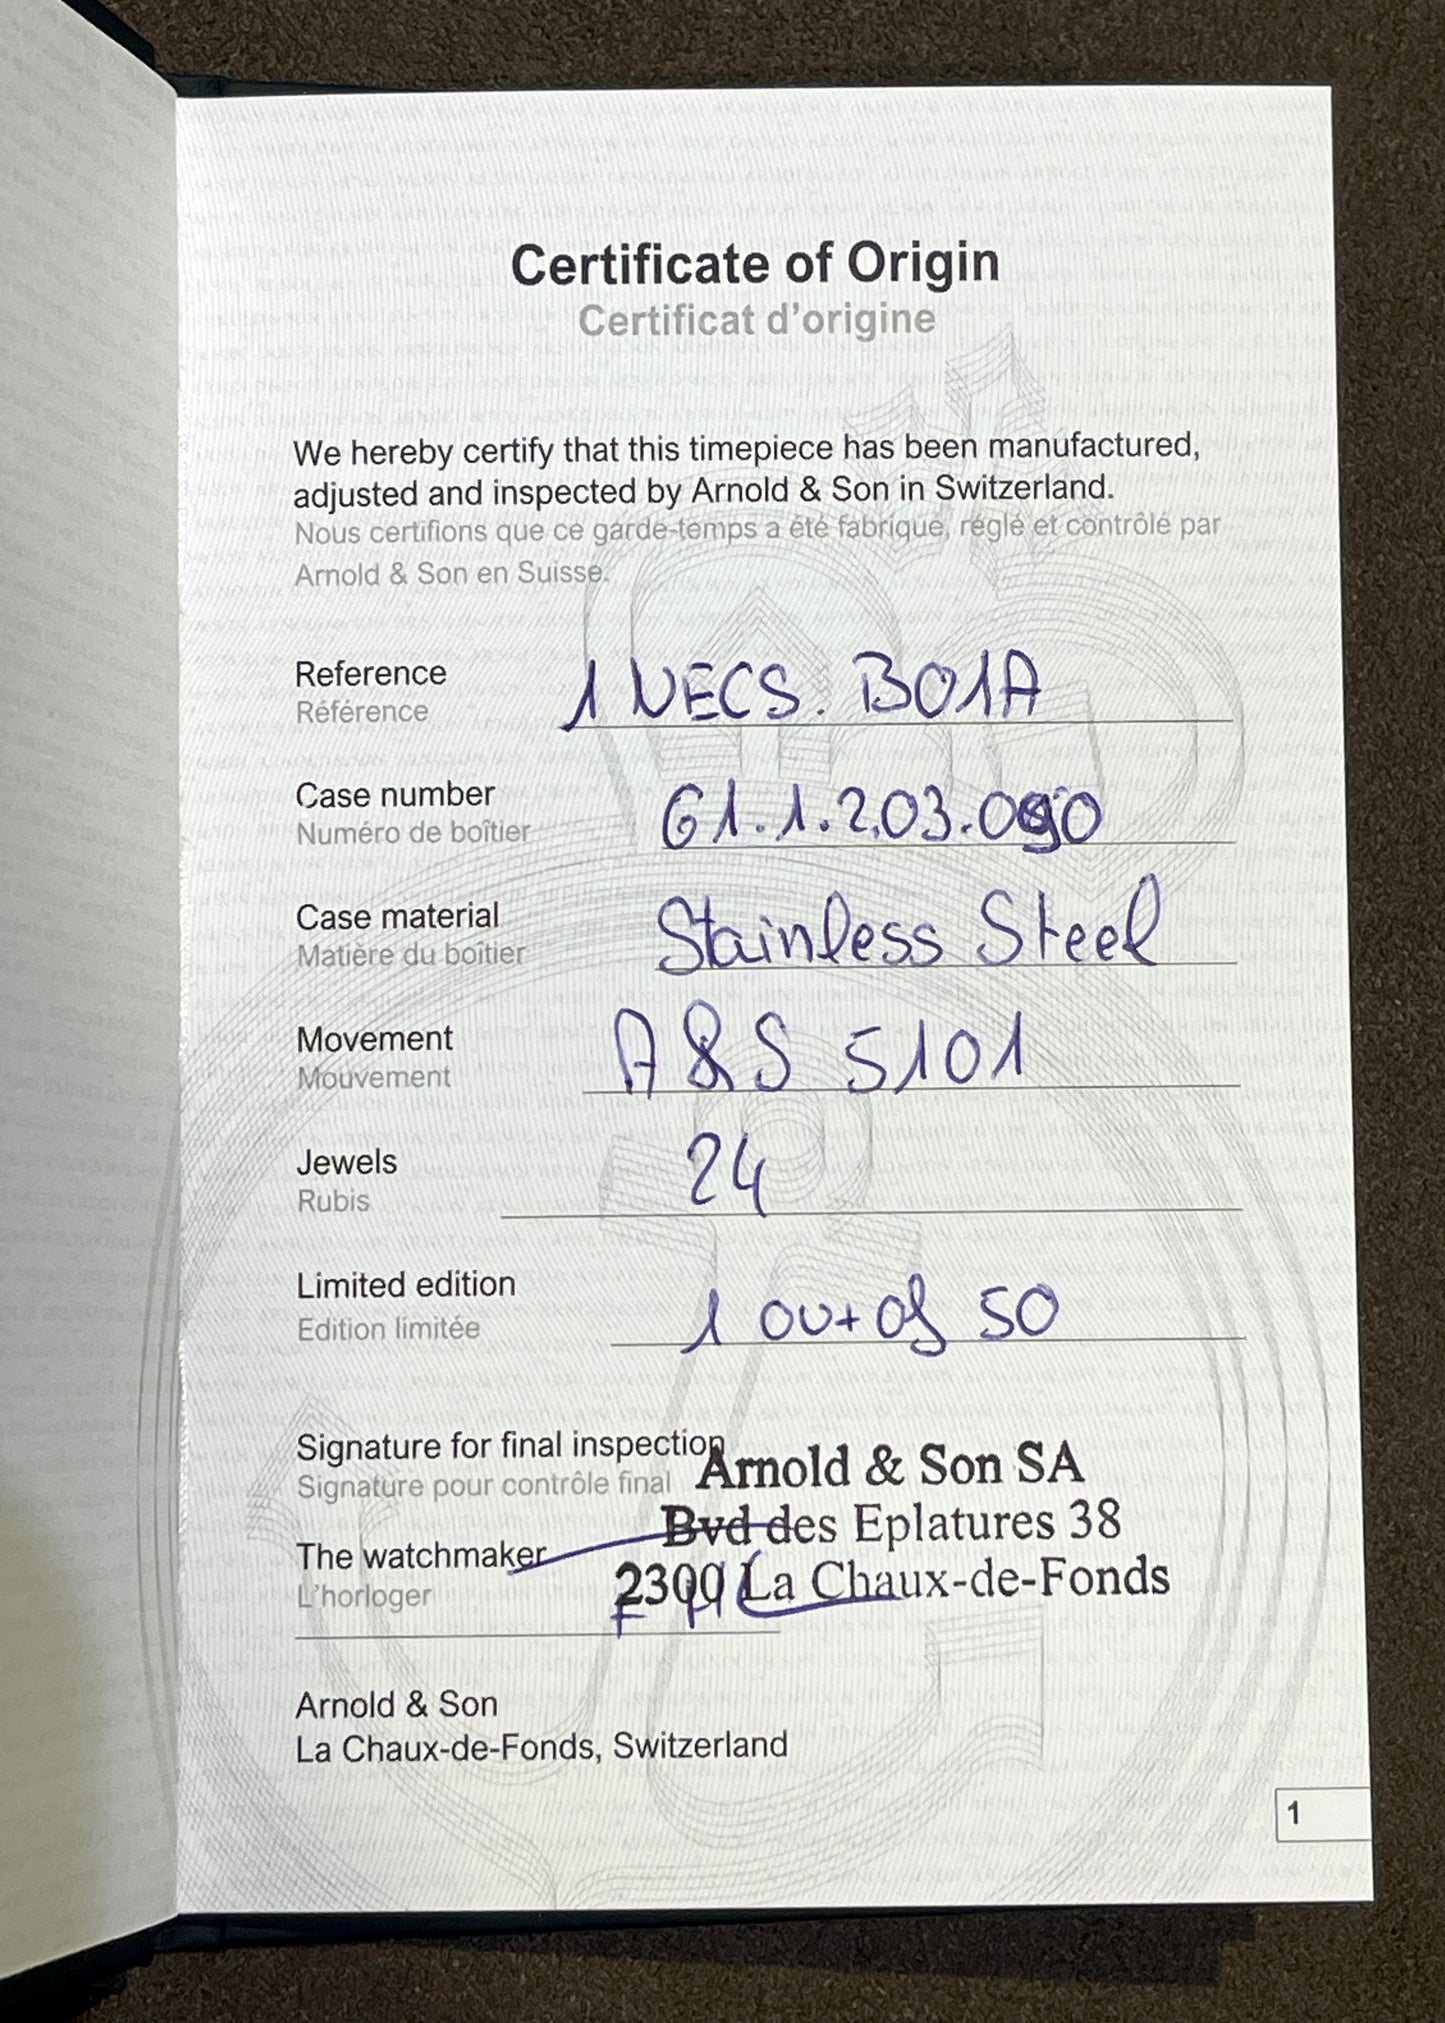 Certificate of Origin
Certificat d'origine
We hereby certify that this timepiece has been manufactured,
adjusted and inspected by Arnold & Son in Switzerland.
Nous certifions que ce garde-temps a été fabriqué, réglé et contrôlé par
Arnold & Son en Suisse.
Reference 1 NECS. B01A
Référence
Case number
Numéro de boîtier
Case material Stainless Steel
Matière du boîtier
Movement A&S 5101
Mouvement
Jewels 24
Rubis
Limited edition 1 out of 50
Edition limitée
Signature for final inspection
Signature pour contrôle final
Arnold & Son SA
Bvd des Eplatures 38
2300 La Chaux-de-Fonds
The watchmaker
L'horloger
Arnold & Son
La Chaux-de-Fonds, Switzerland
1